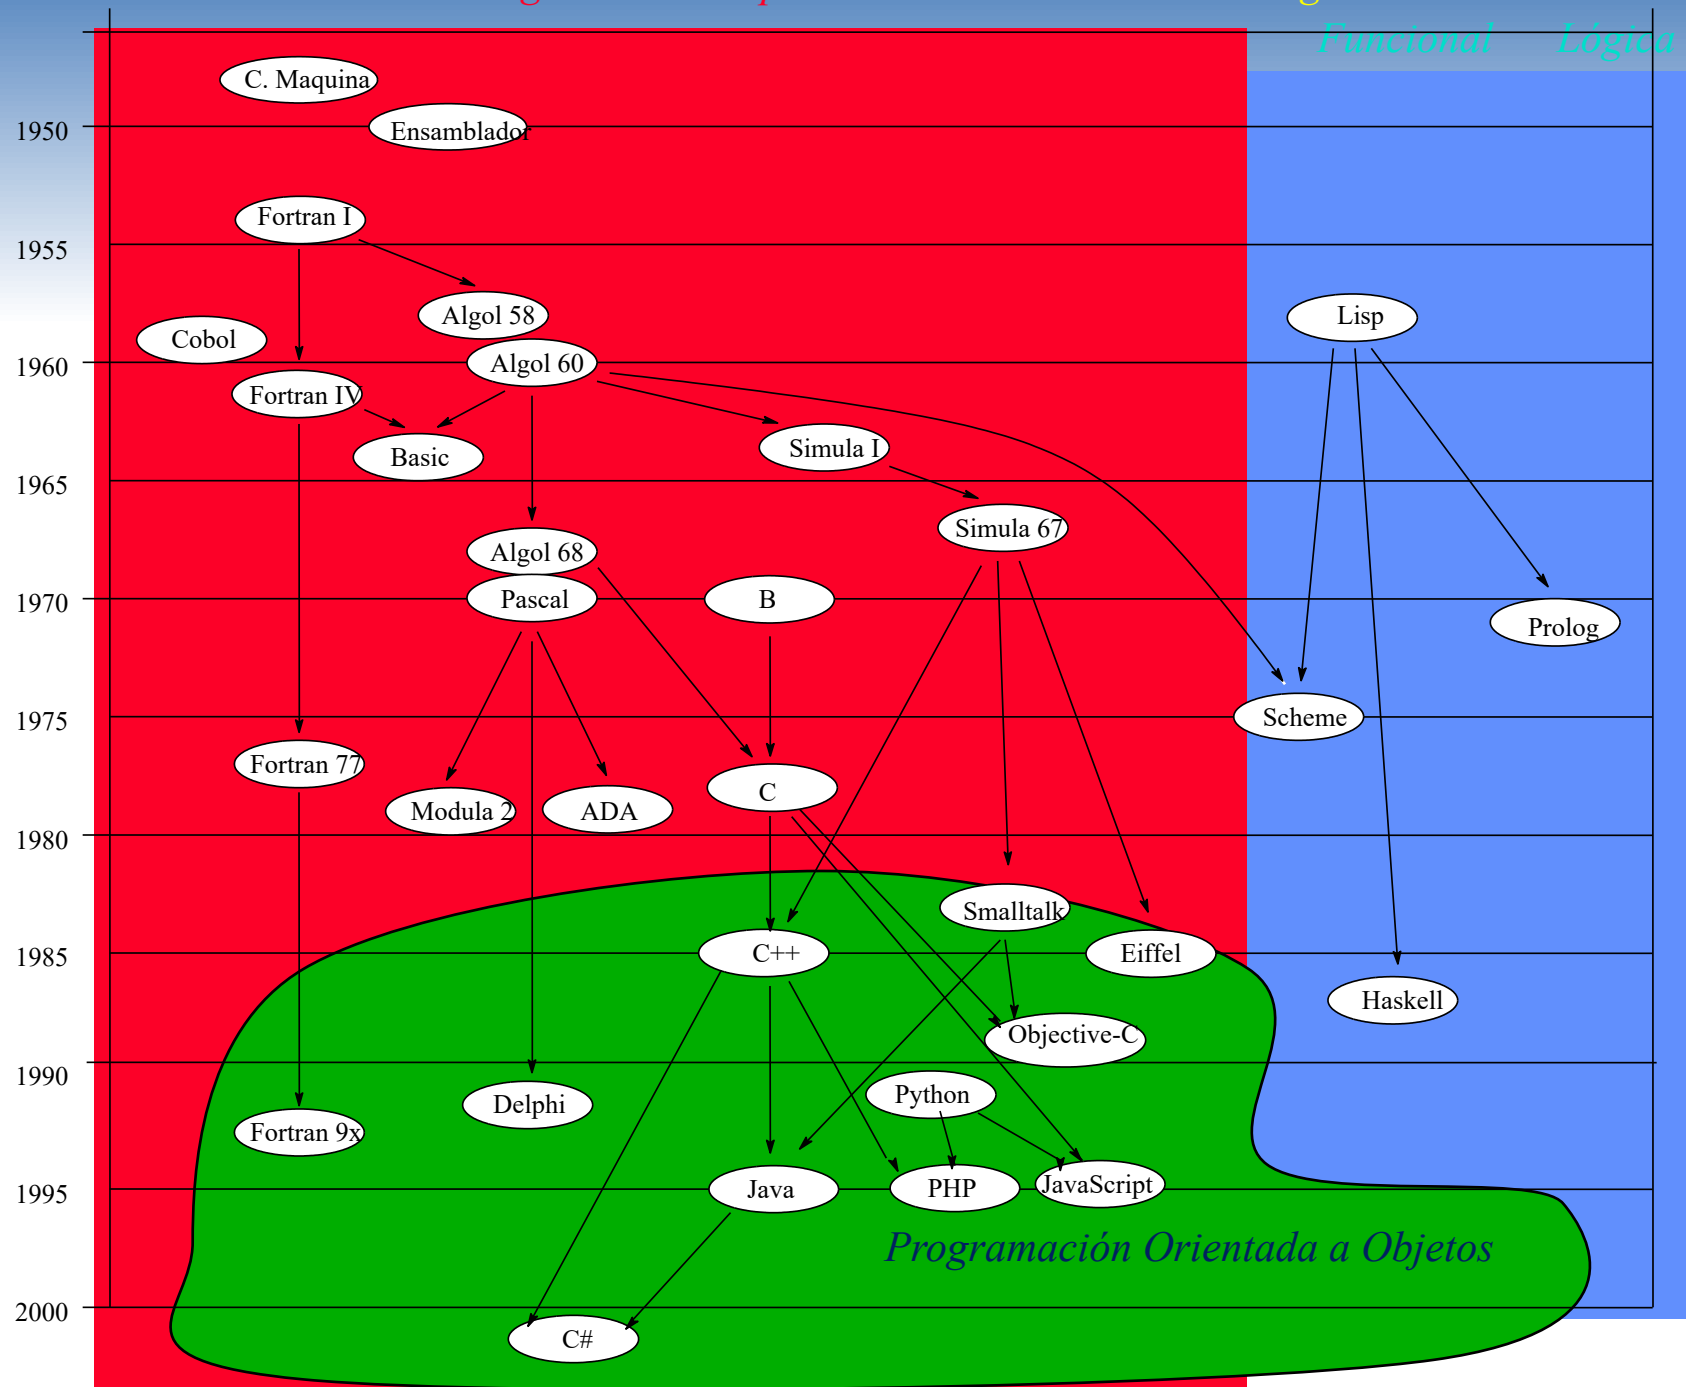 Funcional Lógica
C. Maquina
1950
Ensamblador
Fortran I
1955
Algol 58
Lisp
Cobol
1960
Algol 60
Fortran IV
Simula I
Basic
1965
Simula 67
Algol 68
1970
Pascal
B
Prolog
1975
Scheme
Fortran 77
C
Modula 2
ADA
1980
Smalltalk
1985
C++
Eiffel
Haskell
Objective-C
1990
Python
Delphi
Fortran 9x
1995
Java
PHP
JavaScript
Programación Orientada a Objetos
2000
C#